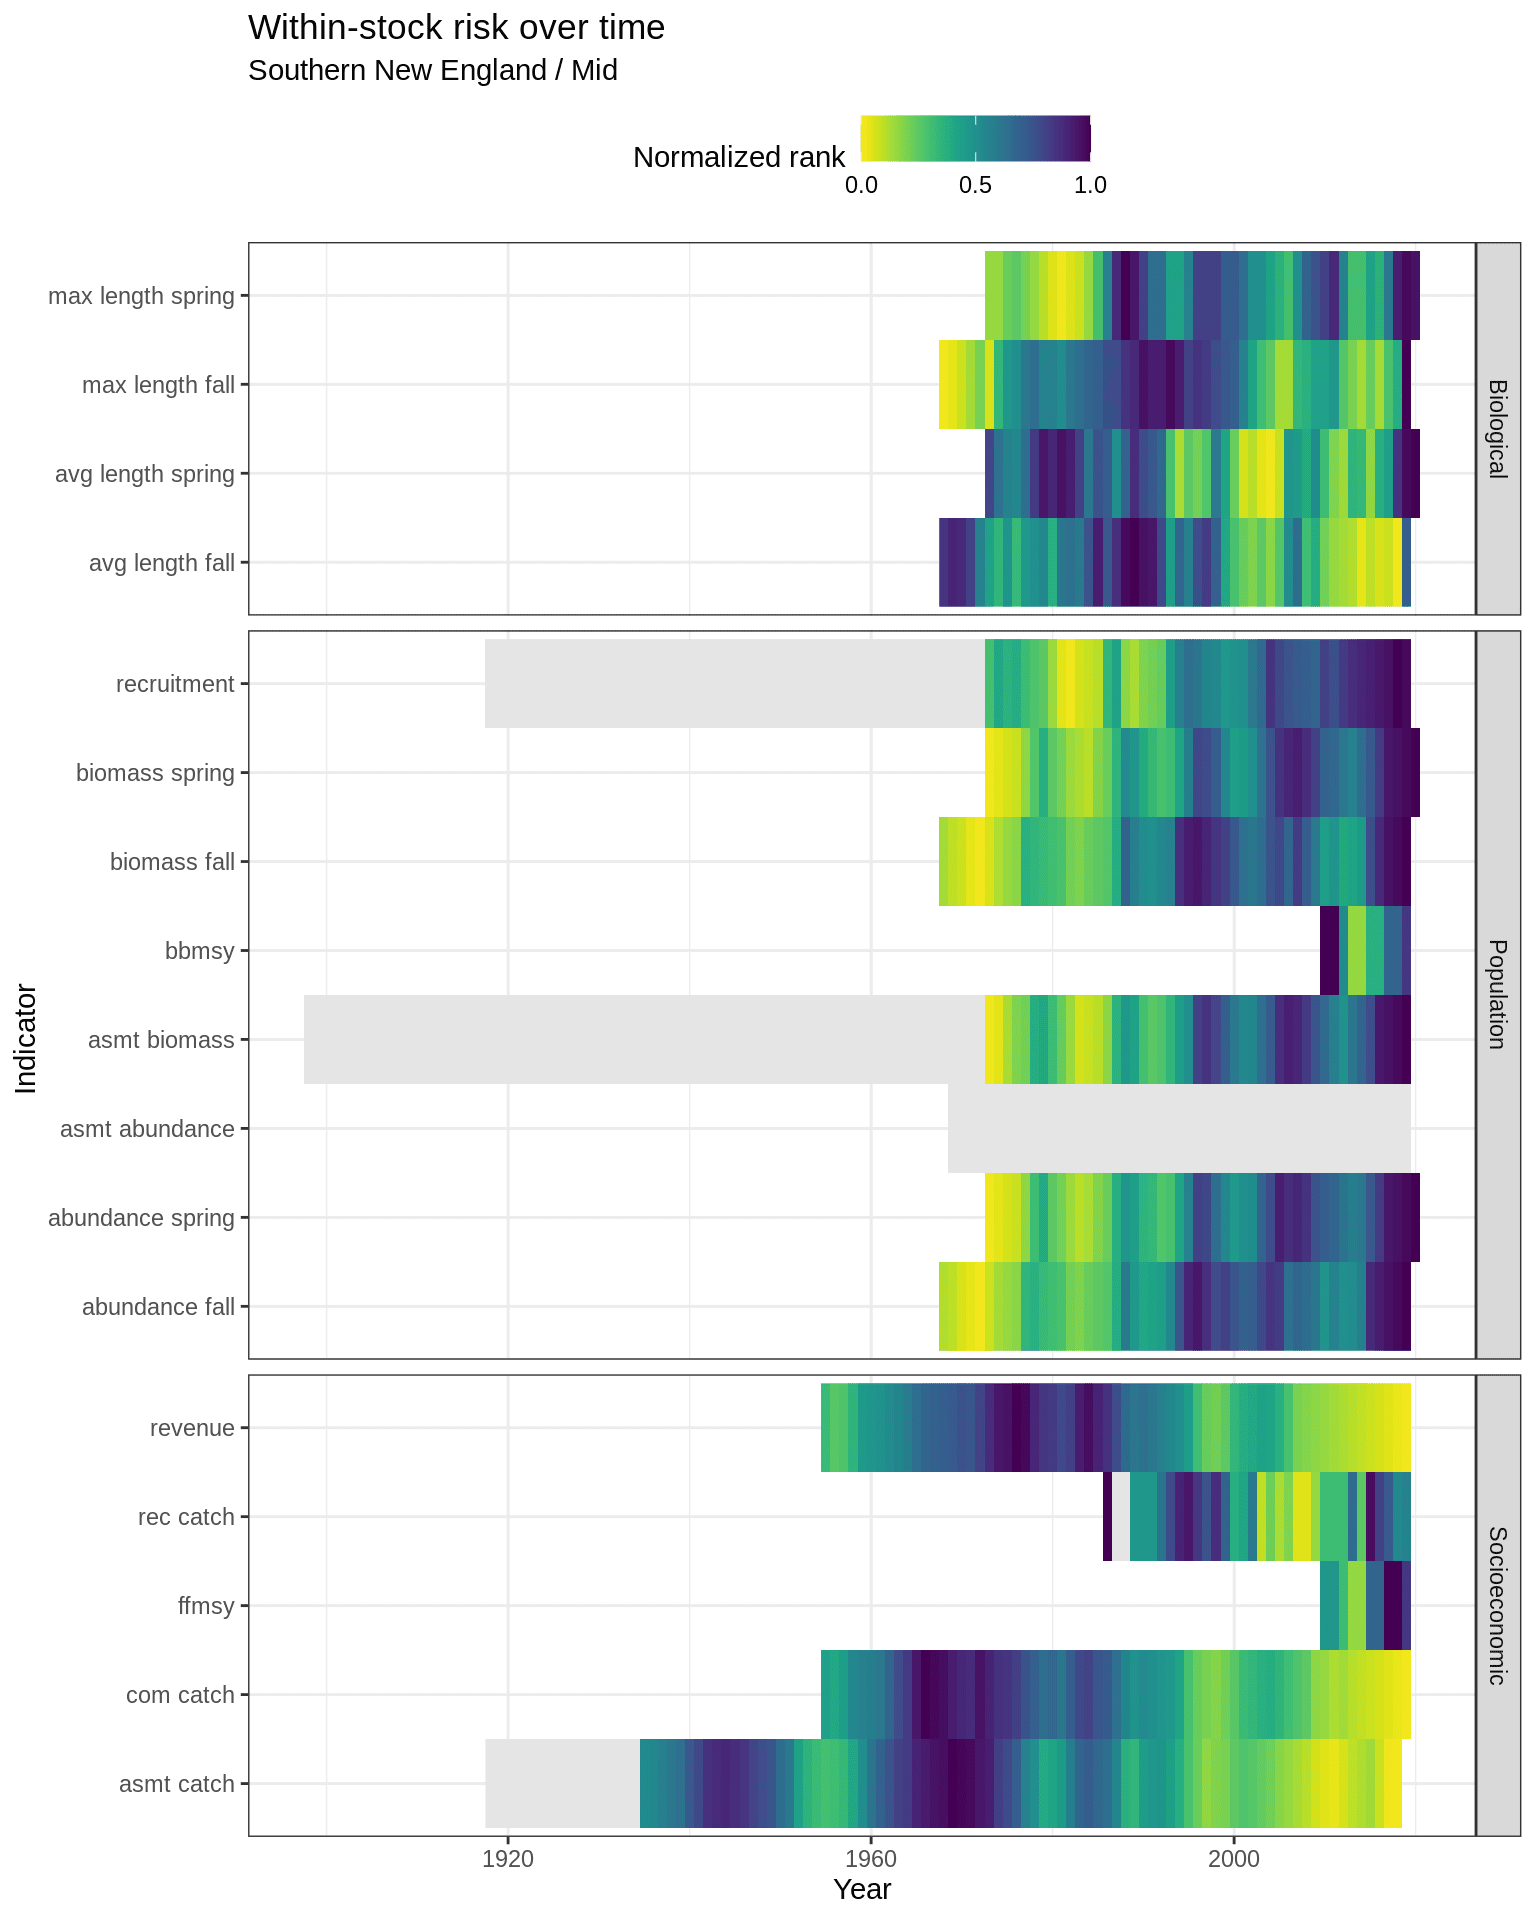 Within-stock risk over time
Southern New England / Mid
Normalized rank
0.0 0.5 1.0
max length spring
max length fall
avg length spring
avg length fall
Biological
recruitment
biomass spring
biomass fall
bbmsy
asmt biomass
asmt abundance
abundance spring
abundance fall
Population
revenue
rec catch
ffmsy
com catch
asmt catch
Socioeconomic
Indicator
1920 1960 2000
Year